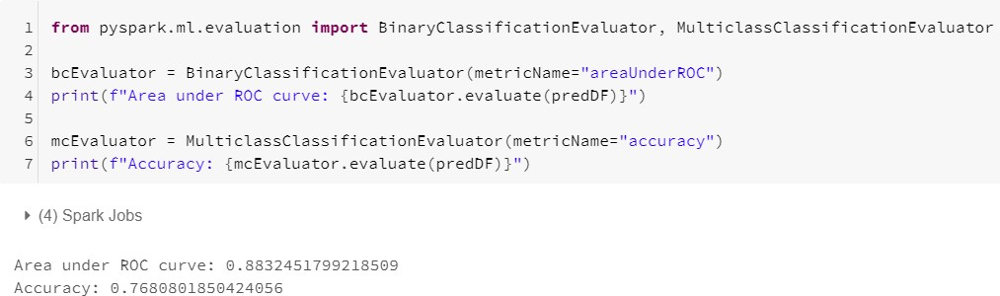 1 from pyspark.ml.evaluation import BinaryClassificationEvaluator, MulticlassClassificationEvaluator
2
3 bcEvaluator = BinaryClassificationEvaluator(metricName="areaUnderROC")
4 print(f"Area under ROC curve: {bcEvaluator.evaluate(predDF)}")
5
6 mcEvaluator = MulticlassClassificationEvaluator(metricName="accuracy")
7 print(f"Accuracy: {mcEvaluator.evaluate(predDF)}")
(4) Spark Jobs
Area under ROC curve: 0.8832451799218509
Accuracy: 0.7680801850424056